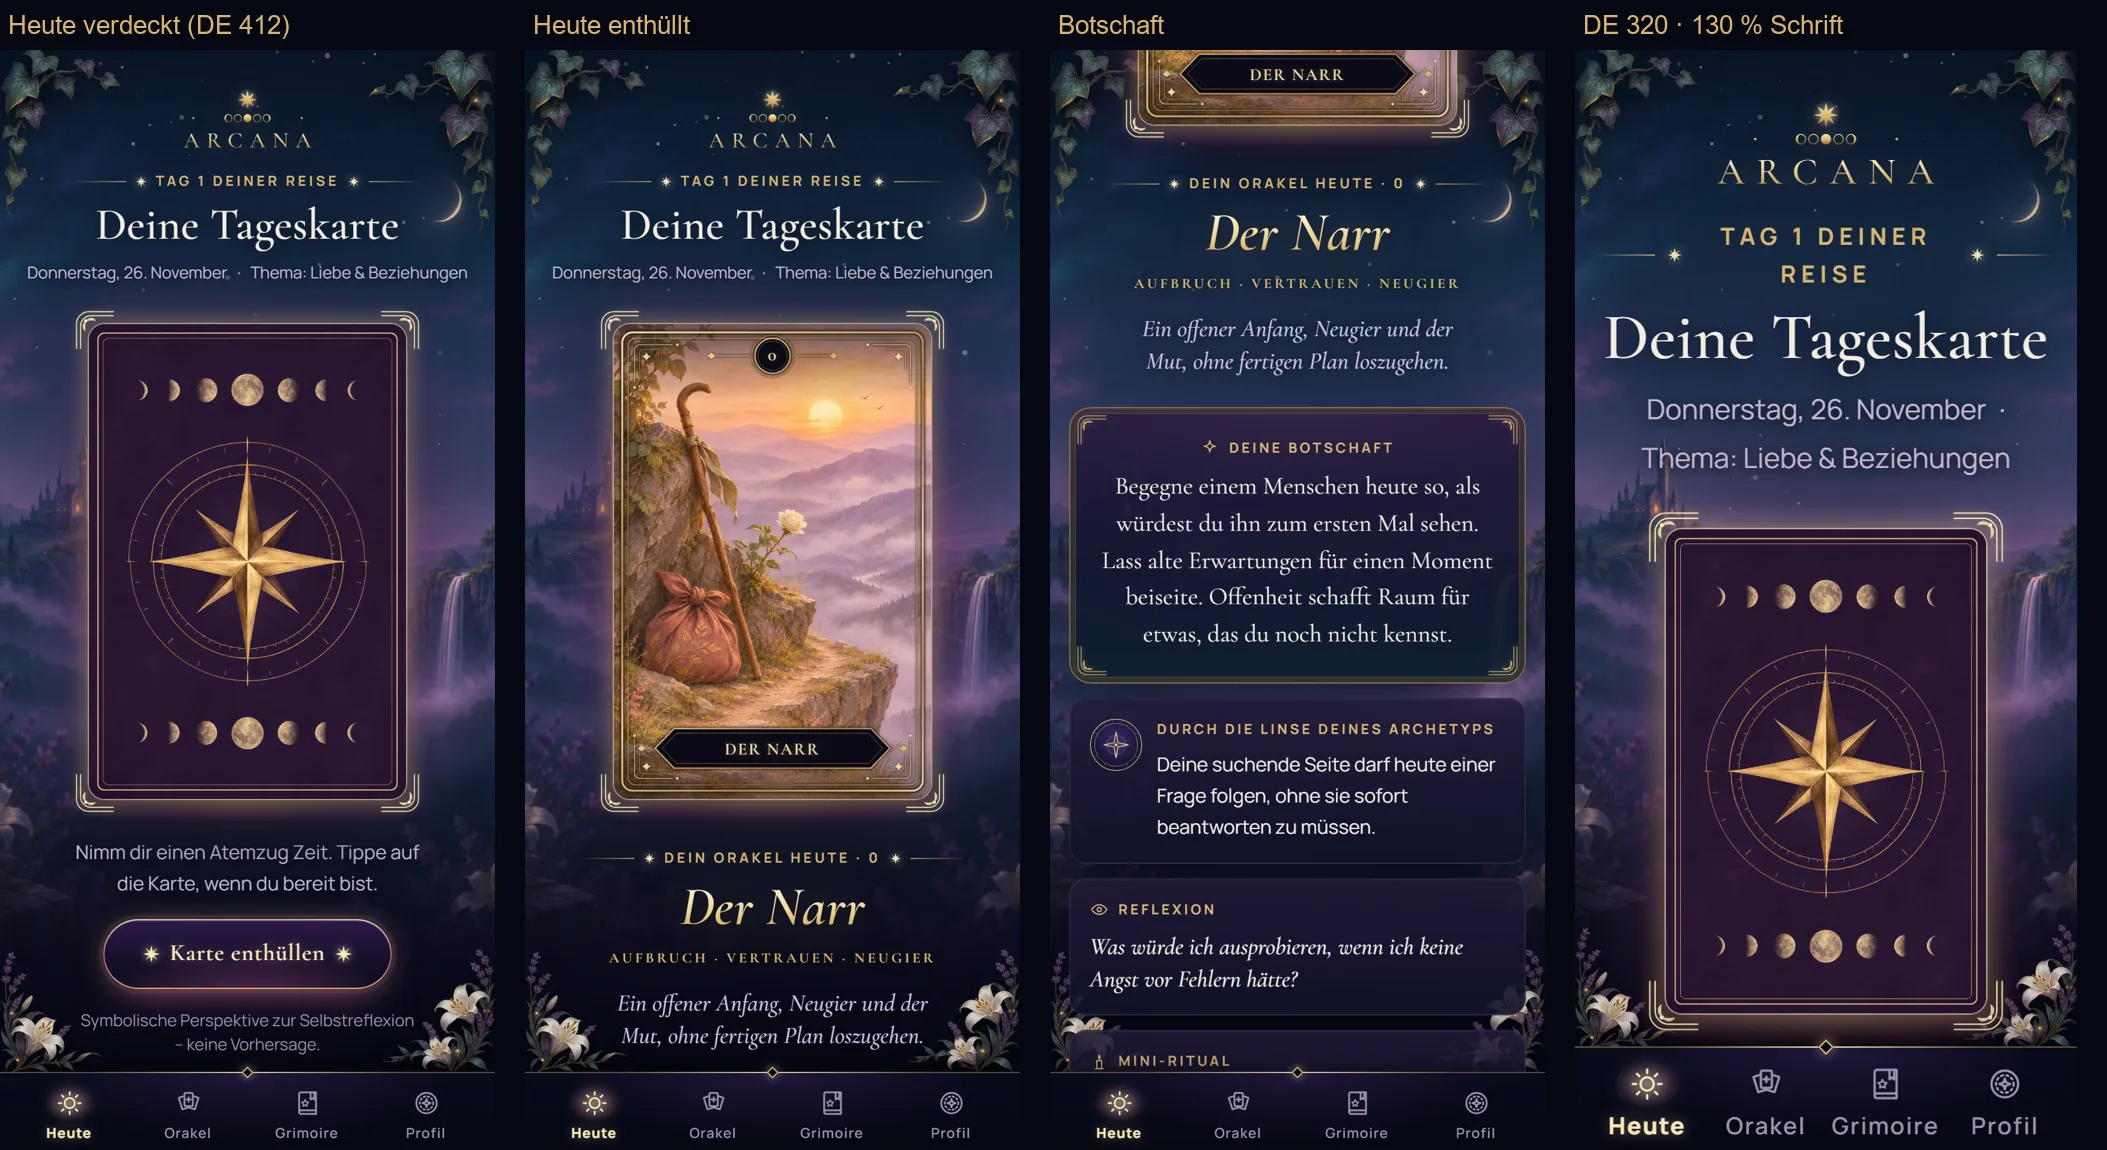 Heute verdeckt (DE 412)
ARCANA
TAG 1 DEINER REISE
Deine Tageskarte
Donnerstag, 26. November · Thema: Liebe & Beziehungen
Nimm dir einen Atemzug Zeit. Tippe auf
die Karte, wenn du bereit bist.
Karte enthüllen
Symbolische Perspektive zur Selbstreflexion
– keine Vorhersage.
Heute
Orakel
Grimoire
Profil
Heute enthüllt
ARCANA
TAG 1 DEINER REISE
Deine Tageskarte
Donnerstag, 26. November · Thema: Liebe & Beziehungen
0
DER NARR
DEIN ORAKEL HEUTE · 0
Der Narr
AUFBRUCH · VERTRAUEN · NEUGIER
Ein offener Anfang, Neugier und der
Mut, ohne fertigen Plan loszugehen.
Heute
Orakel
Grimoire
Profil
Botschaft
DER NARR
DEIN ORAKEL HEUTE · 0
Der Narr
AUFBRUCH · VERTRAUEN · NEUGIER
Ein offener Anfang, Neugier und der
Mut, ohne fertigen Plan loszugehen.
DEINE BOTSCHAFT
Begegne einem Menschen heute so, als
würdest du ihn zum ersten Mal sehen.
Lass alte Erwartungen für einen Moment
beiseite. Offenheit schafft Raum für
etwas, das du noch nicht kennst.
DURCH DIE LINSE DEINES ARCHETYPS
Deine suchende Seite darf heute einer
Frage folgen, ohne sie sofort
beantworten zu müssen.
REFLEXION
Was würde ich ausprobieren, wenn ich keine
Angst vor Fehlern hätte?
MINI-RITUAL
Heute
Orakel
Grimoire
Profil
DE 320 · 130 % Schrift
ARCANA
TAG 1 DEINER
REISE
Deine Tageskarte
Donnerstag, 26. November ·
Thema: Liebe & Beziehungen
Heute
Orakel
Grimoire
Profil